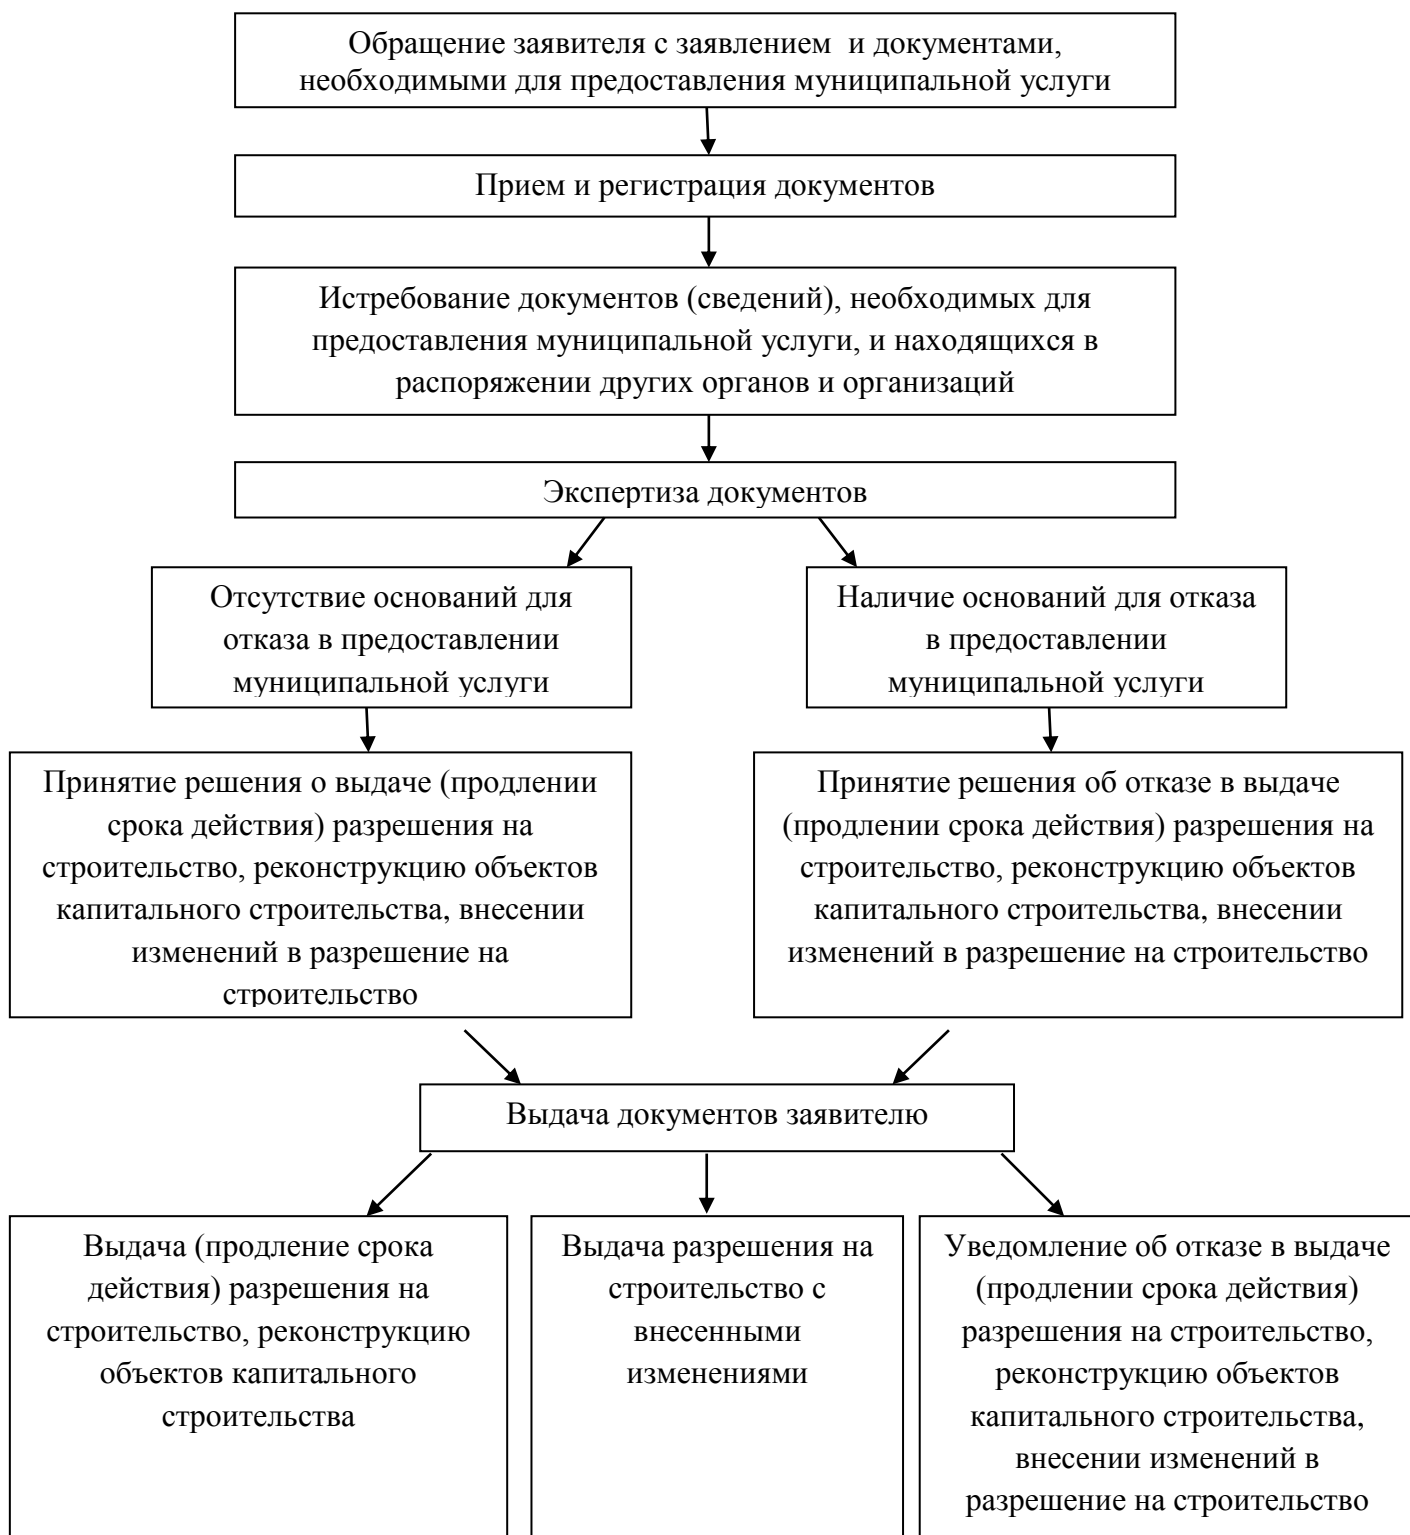 Обращение заявителя с заявлением  и документами,
необходимыми для предоставления муниципальной услуги
Прием и регистрация документов
Истребование документов (сведений), необходимых для
предоставления муниципальной услуги, и находящихся в
распоряжении других органов и организаций
Экспертиза документов
Отсутствие оснований для
отказа в предоставлении
муниципальной услуги
Наличие оснований для отказа
в предоставлении
муниципальной услуги
Принятие решения о выдаче (продлении
срока действия) разрешения на
строительство, реконструкцию объектов
капитального строительства, внесении
изменений в разрешение на
строительство
Принятие решения об отказе в выдаче
(продлении срока действия) разрешения на
строительство, реконструкцию объектов
капитального строительства, внесении
изменений в разрешение на строительство
Выдача документов заявителю
Выдача (продление срока
действия) разрешения на
строительство, реконструкцию
объектов капитального
строительства
Выдача разрешения на
строительство с
внесенными
изменениями
Уведомление об отказе в выдаче
(продлении срока действия)
разрешения на строительство,
реконструкцию объектов
капитального строительства,
внесении изменений в
разрешение на строительство